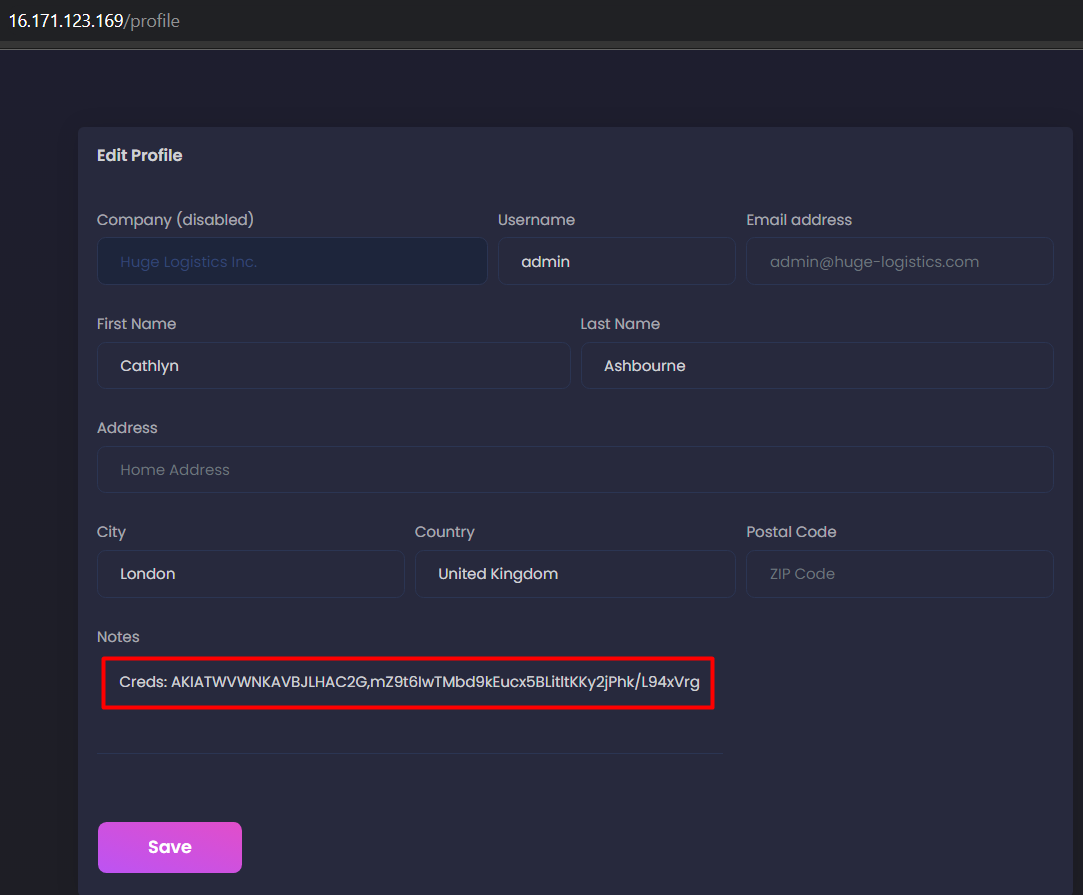 16.171.123.169/profile
Edit Profile
Company (disabled) Username Email address
Huge Logistics Inc. admin admin@huge-logistics.com
First Name Last Name
Cathlyn Ashbourne
Address
Home Address
City Country Postal Code
London United Kingdom ZIP Code
Notes
Creds: AKIATWVWNKAVBJLHAC2G,mZ9t6IwTMbd9kEucx5BLitItKKy2jPhk/L94xVrg
Save